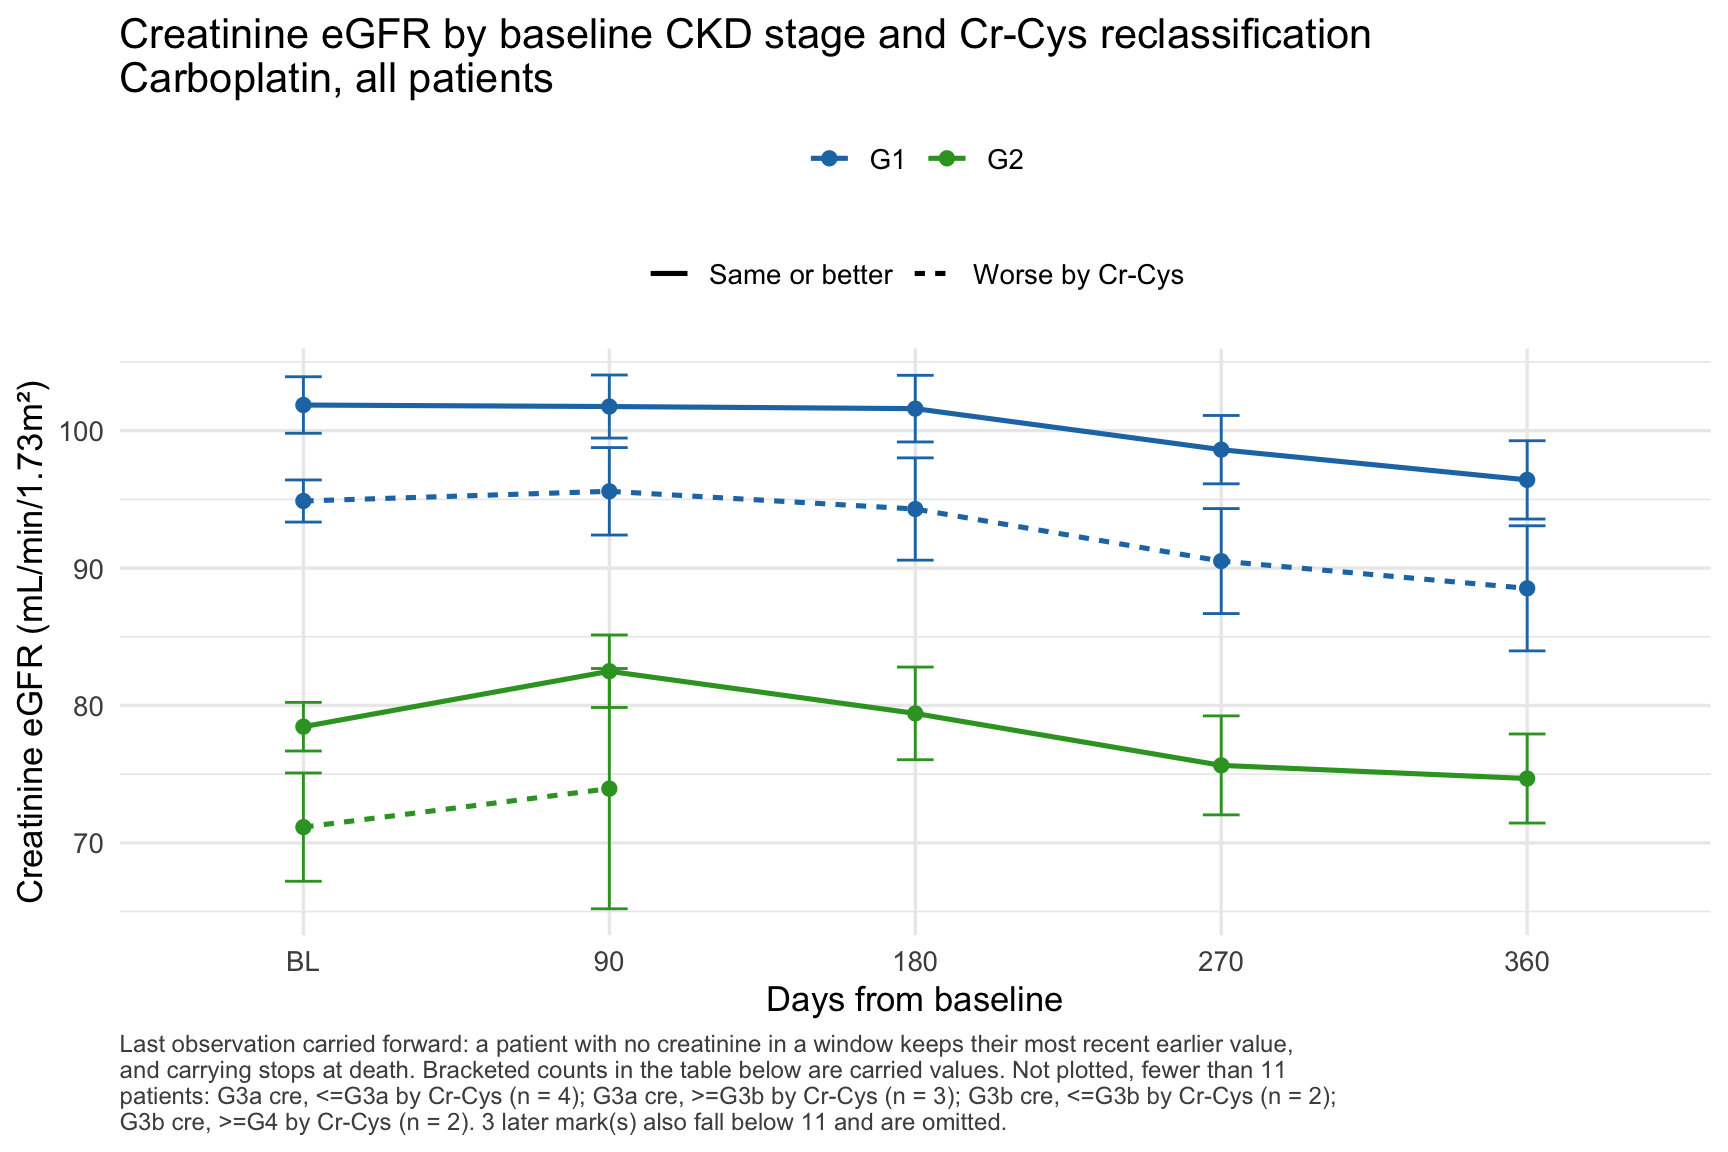 Creatinine eGFR by baseline CKD stage and Cr-Cys reclassification
Carboplatin, all patients
G1 G2
Same or better Worse by Cr-Cys
Creatinine eGFR (mL/min/1.73m²)
100
90
80
70
BL 90 180 270 360
Days from baseline
Last observation carried forward: a patient with no creatinine in a window keeps their most recent earlier value,
and carrying stops at death. Bracketed counts in the table below are carried values. Not plotted, fewer than 11
patients: G3a cre, <=G3a by Cr-Cys (n = 4); G3a cre, >=G3b by Cr-Cys (n = 3); G3b cre, <=G3b by Cr-Cys (n = 2);
G3b cre, >=G4 by Cr-Cys (n = 2). 3 later mark(s) also fall below 11 and are omitted.